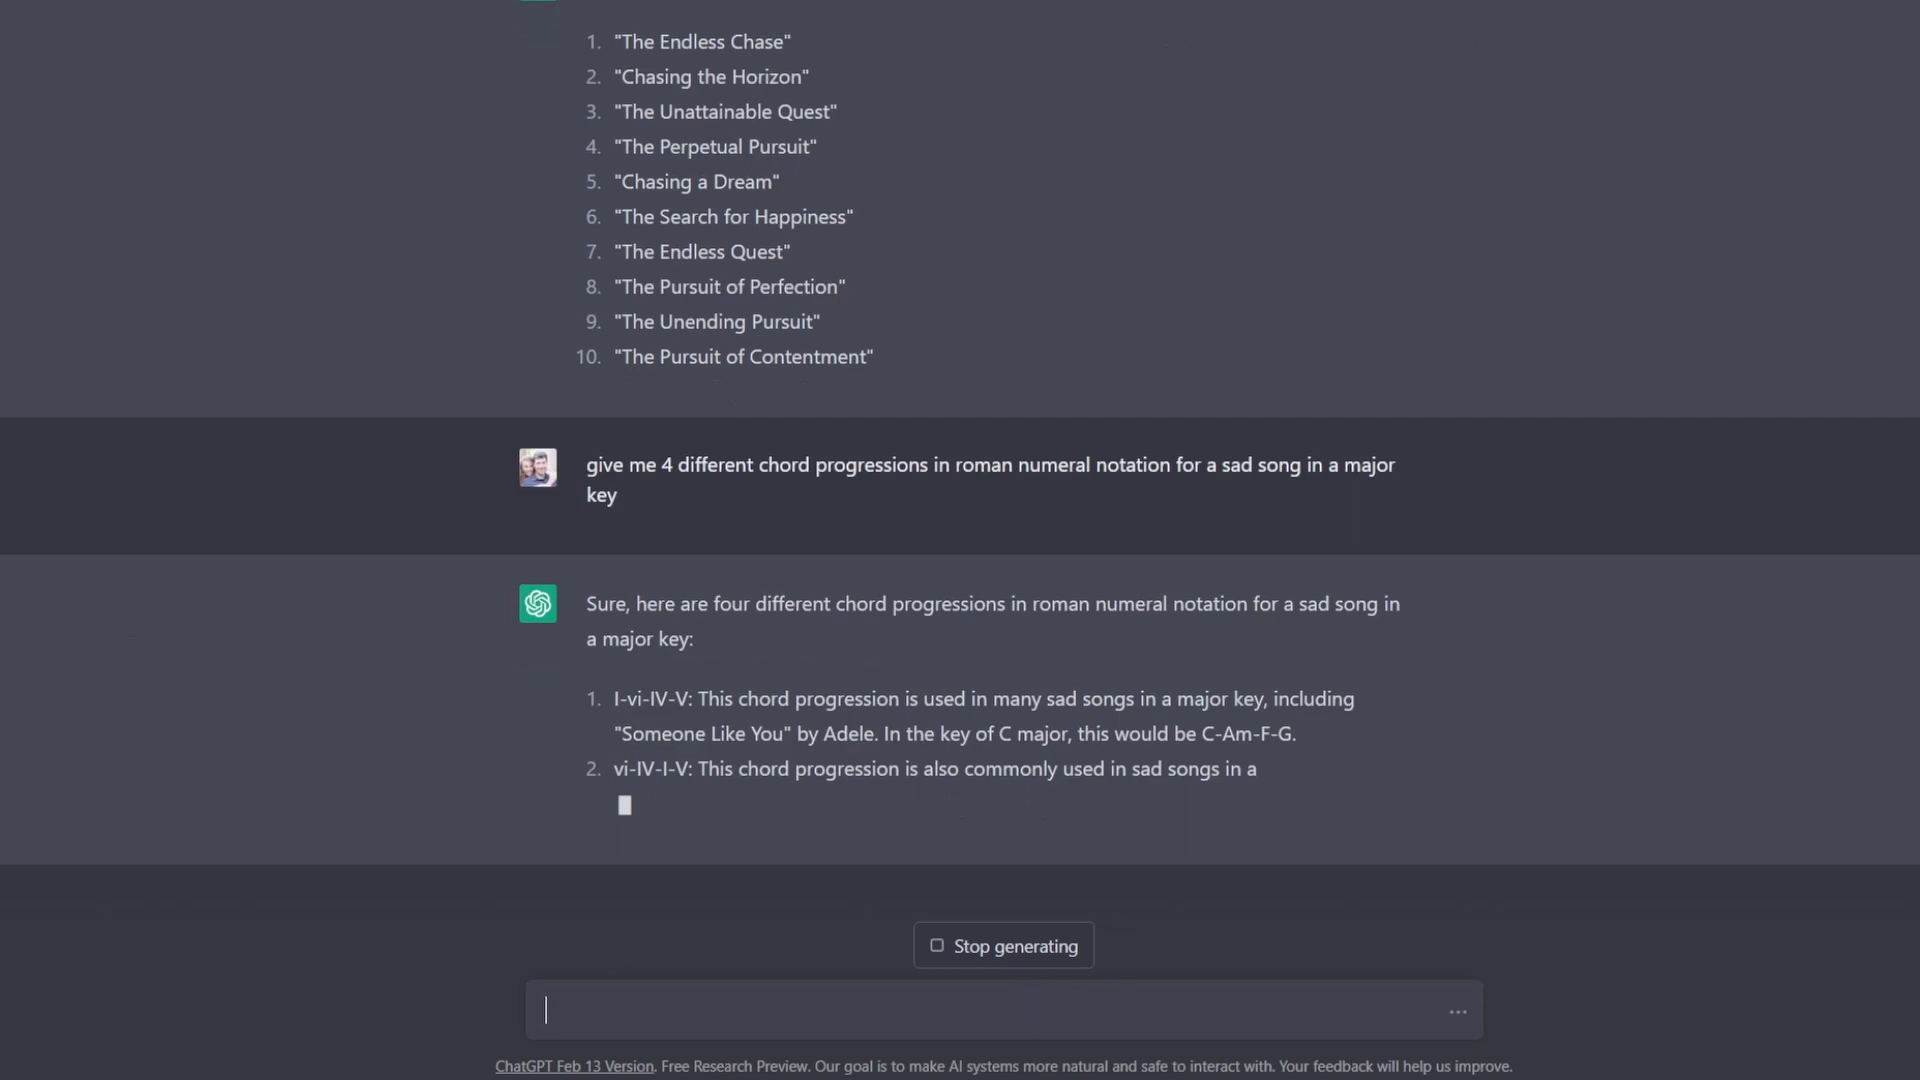 1. "The Endless Chase"
2. "Chasing the Horizon"
3. "The Unattainable Quest"
4. "The Perpetual Pursuit"
5. "Chasing a Dream"
6. "The Search for Happiness"
7. "The Endless Quest"
8. "The Pursuit of Perfection"
9. "The Unending Pursuit"
10. "The Pursuit of Contentment"
give me 4 different chord progressions in roman numeral notation for a sad song in a major
key
Sure, here are four different chord progressions in roman numeral notation for a sad song in
a major key:
1. I-vi-IV-V: This chord progression is used in many sad songs in a major key, including
"Someone Like You" by Adele. In the key of C major, this would be C-Am-F-G.
2. vi-IV-I-V: This chord progression is also commonly used in sad songs in a
Stop generating
ChatGPT Feb 13 Version. Free Research Preview. Our goal is to make AI systems more natural and safe to interact with. Your feedback will help us improve.